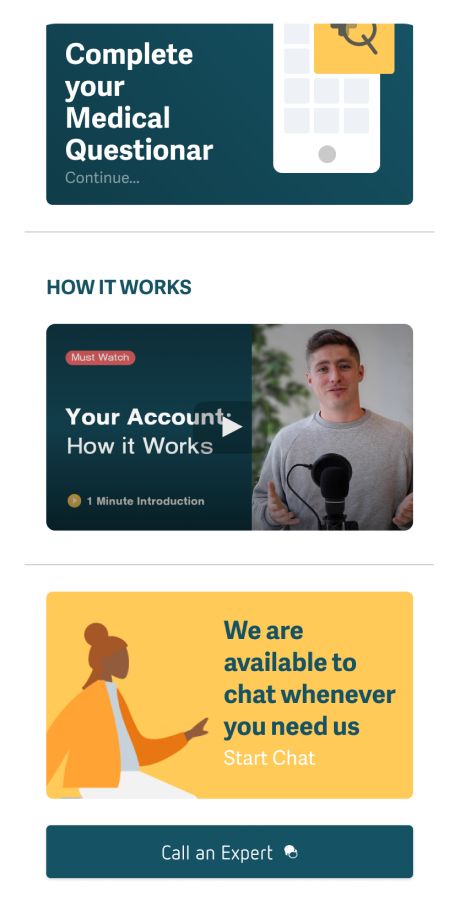 Complete
your
Medical
Questionar
Continue...
HOW IT WORKS
Must Watch
Your Account:
How it Works
1 Minute Introduction
We are
available to
chat whenever
you need us
Start Chat
Call an Expert